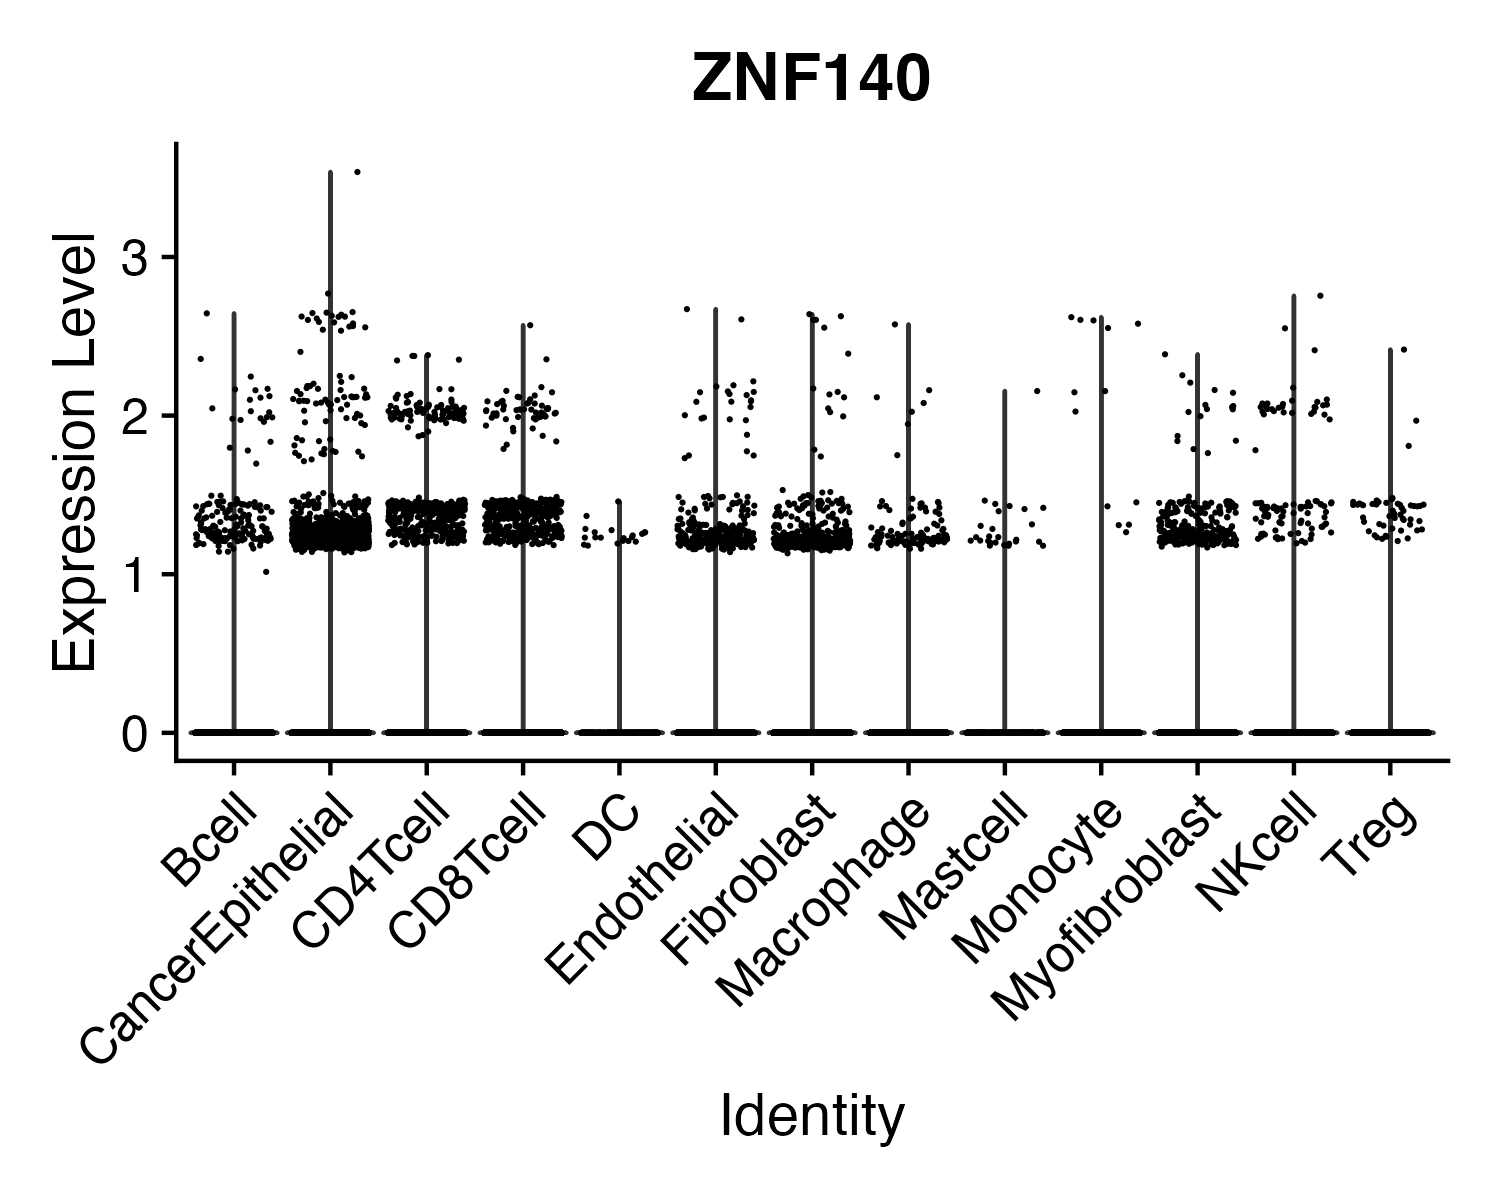 ZNF140
Expression Level
3
2
1
0
Bcell
CancerEpithelial
CD4Tcell
CD8Tcell
DC
Endothelial
Fibroblast
Macrophage
Mastcell
Monocyte
Myofibroblast
NKcell
Treg
Identity